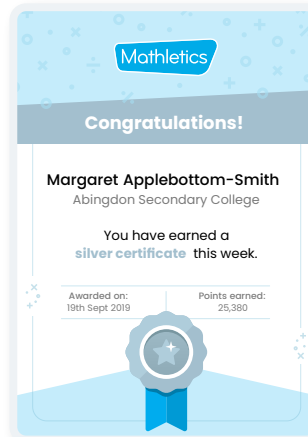 Mathletics
Congratulations!
Margaret Applebottom-Smith
Abingdon Secondary College
You have earned a
silver certificate this week.
Awarded on:
19th Sept 2019
Points earned:
25,380